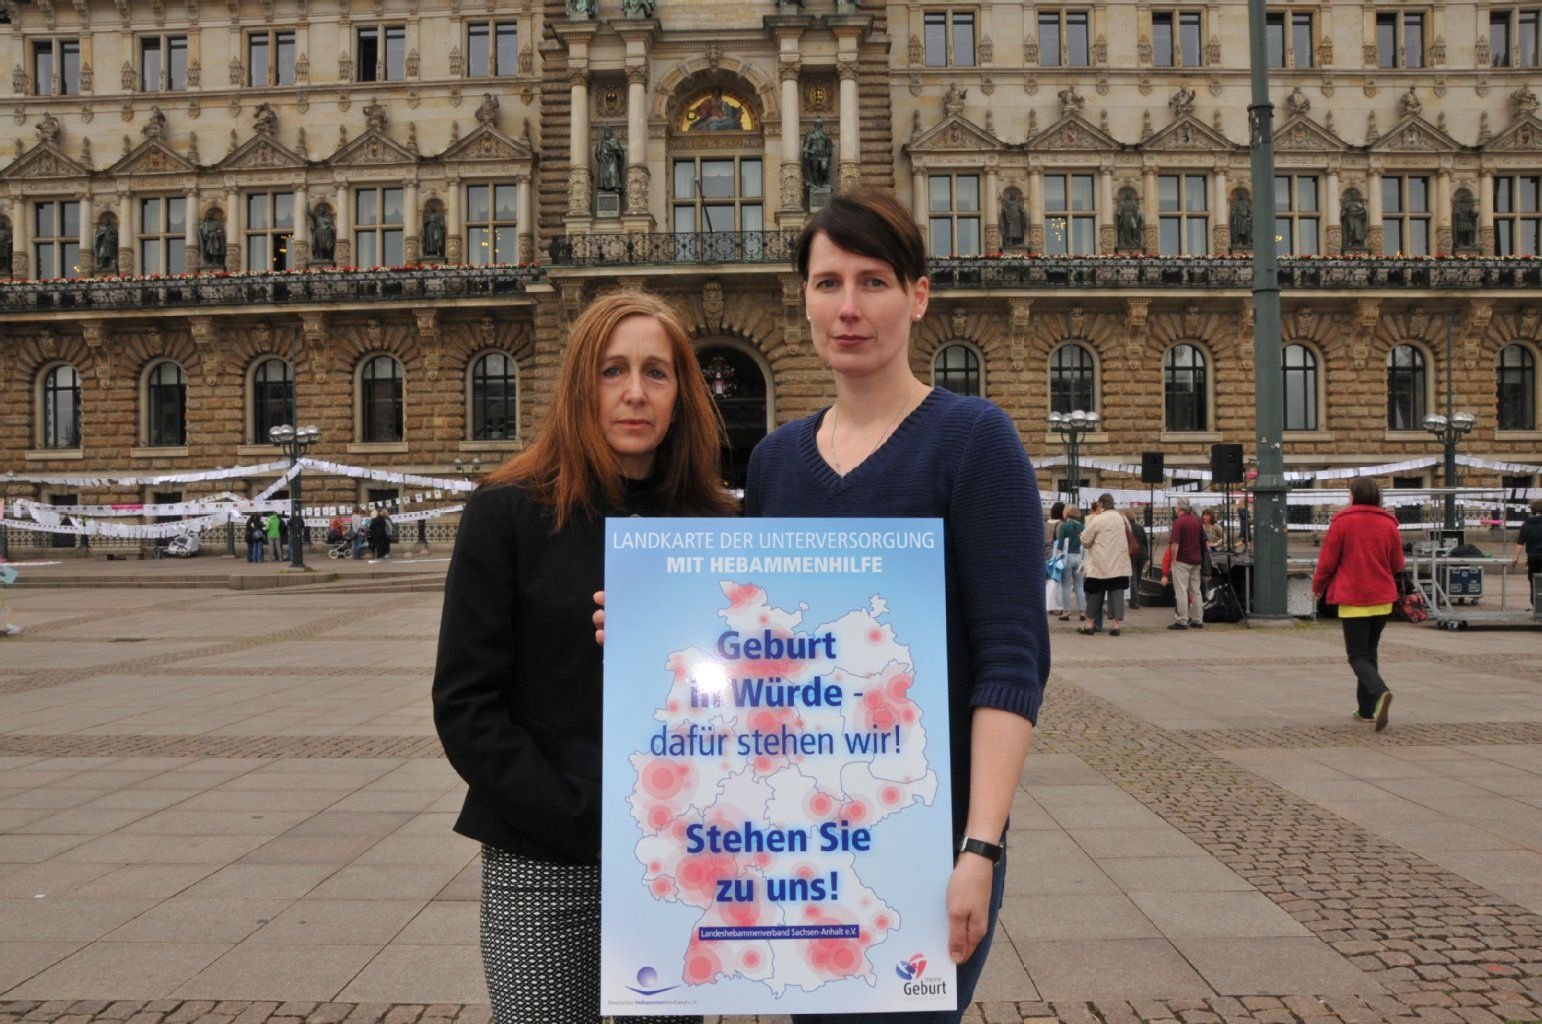 LANDKARTE DER UNTERVERSORGUNG
MIT HEBAMMENHILFE
Geburt
in Würde -
dafür stehen wir!
Stehen Sie
zu uns!
Landeshebammenverband Sachsen-Anhalt e.V.
Deutscher HebammenVerband e.V.
meine
Geburt